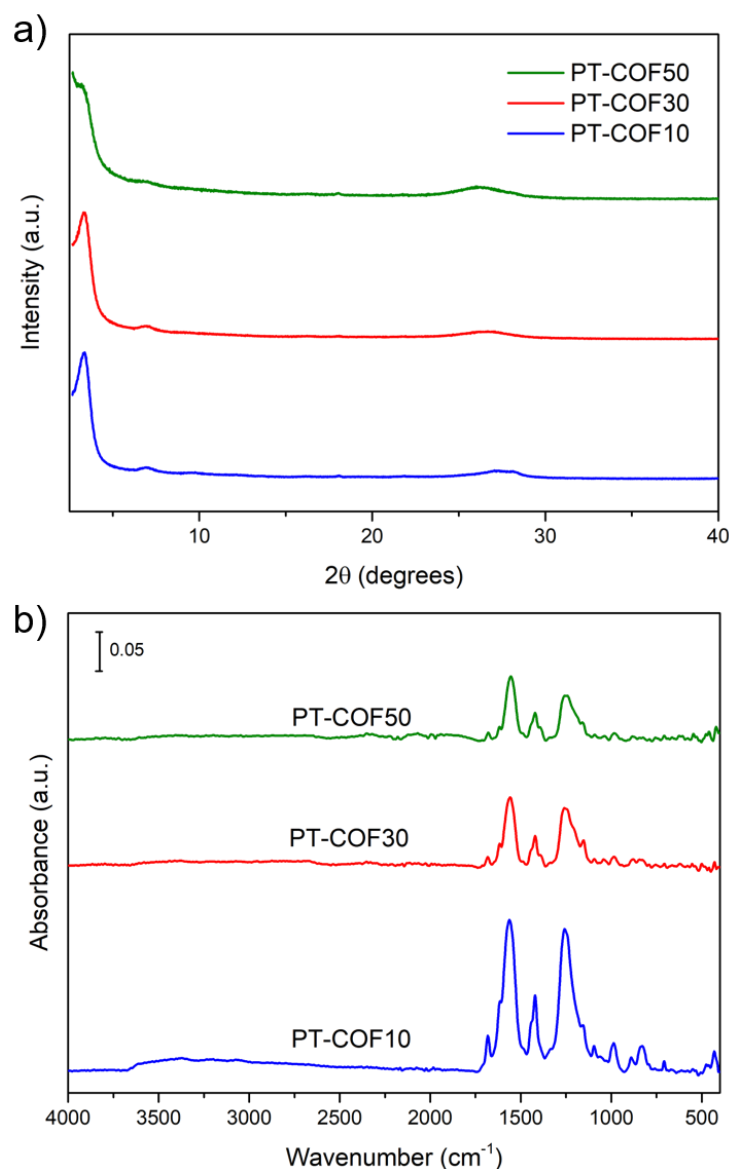 a)
PT-COF50
PT-COF30
PT-COF10
Intensity (a.u.)
10
20
30
40
2θ (degrees)
b)
0.05
PT-COF50
PT-COF30
PT-COF10
Absorbance (a.u.)
4000 3500 3000 2500 2000 1500 1000 500
Wavenumber (cm⁻¹)